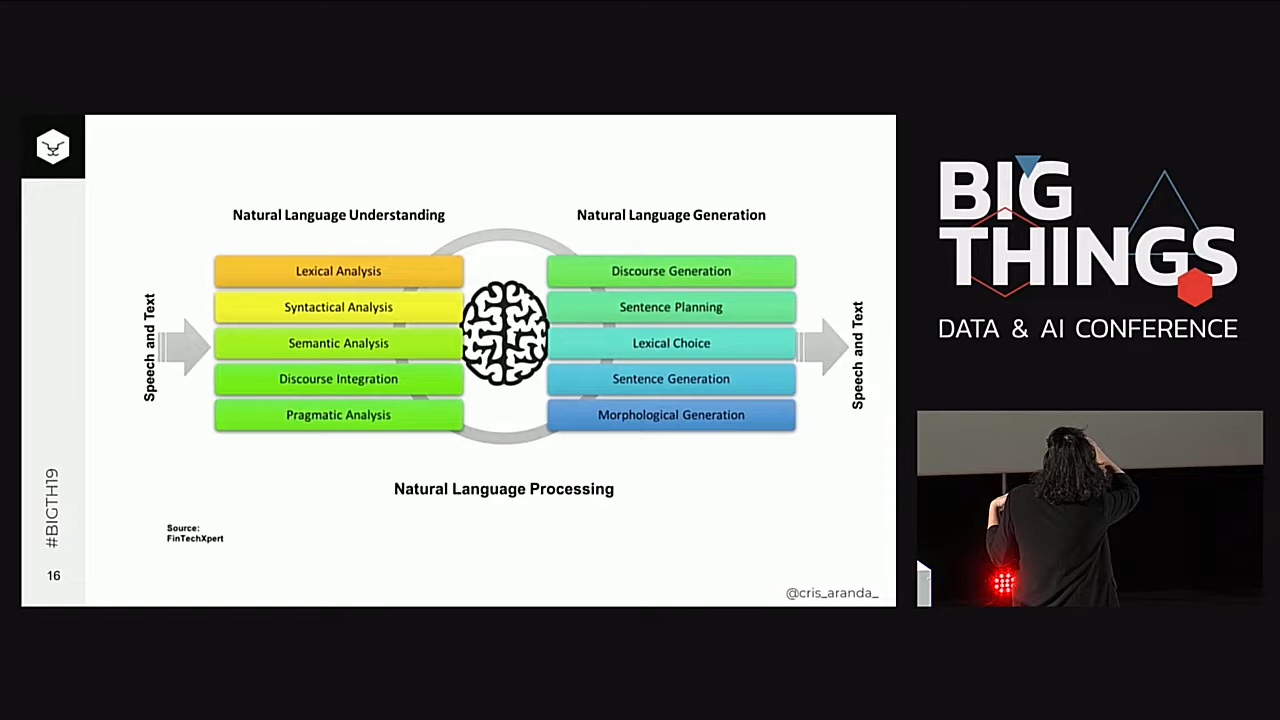 Natural Language Understanding
Natural Language Generation
Speech and Text
Lexical Analysis
Syntactical Analysis
Semantic Analysis
Discourse Integration
Pragmatic Analysis
Discourse Generation
Sentence Planning
Lexical Choice
Sentence Generation
Morphological Generation
Speech and Text
Natural Language Processing
Source:
FinTechXpert
#BIGTH19
16
@cris_aranda_
BIG
THINGS
DATA & AI CONFERENCE